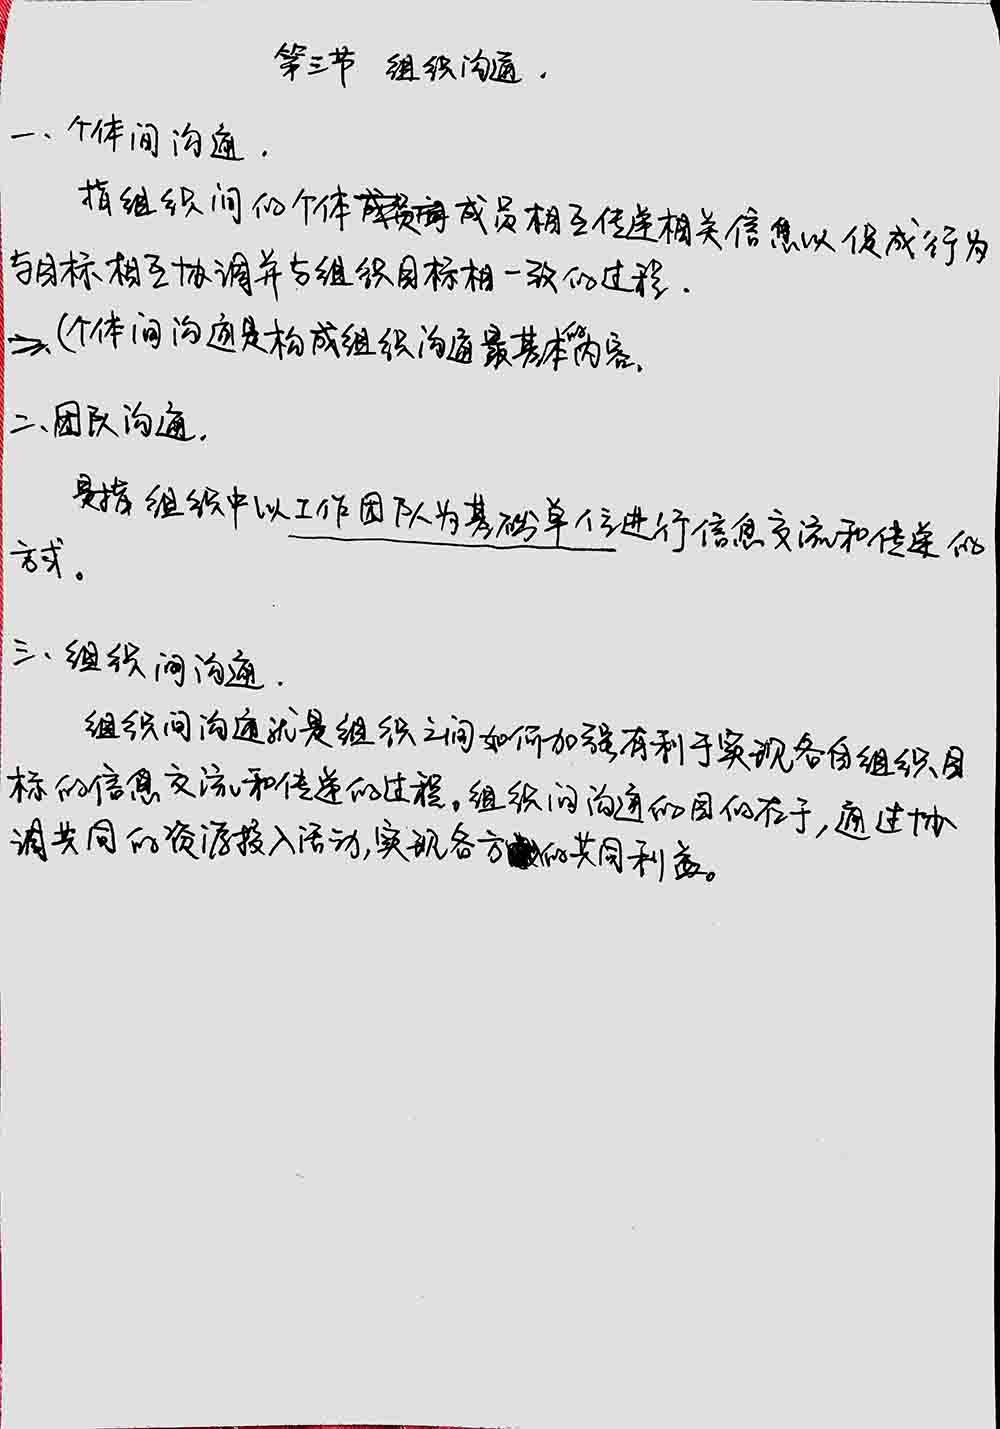 第三节 组织沟通.
一、个体间沟通.
指组织间的个体成员相互传递相关信息以促成行为
与目标相互协调并与组织目标相一致的过程.
(个体间沟通是构成组织沟通最基本的内容.
二、团队沟通.
是指组织中以工作团队为基础单位进行信息交流和传递的
方式。
三、组织间沟通.
组织间沟通就是组织之间如何加强有利于实现各自组织目
标的信息交流和传递的过程。组织间沟通的目的在于,通过协
调共同的资源投入活动,实现各方的共同利益。